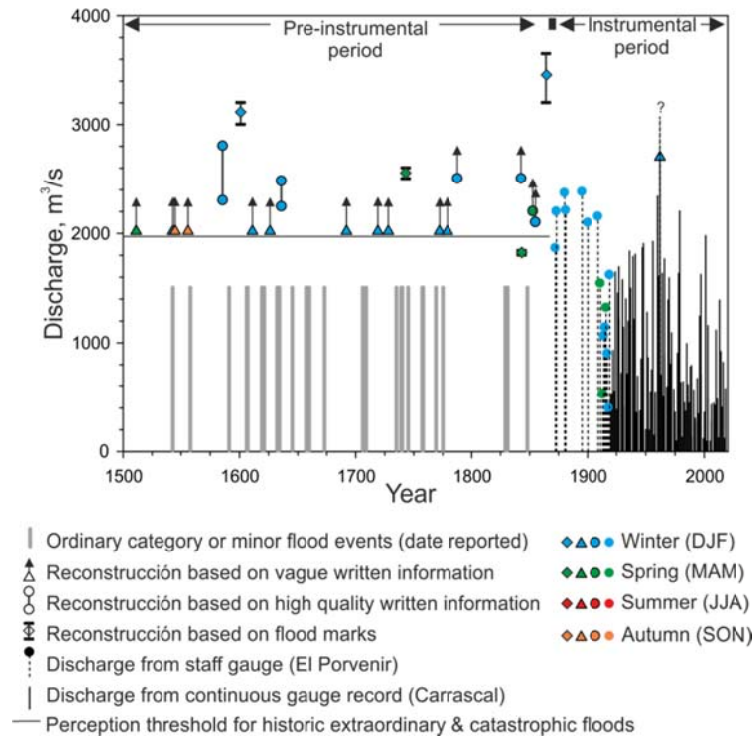 Pre-instrumental period
Instrumental period
?
4000
3000
2000
1000
0
Discharge, m³/s
1500
1600
1700
1800
1900
2000
Year
Ordinary category or minor flood events (date reported)
Reconstrucción based on vague written information
Reconstrucción based on high quality written information
Reconstrucción based on flood marks
Discharge from staff gauge (El Porvenir)
Discharge from continuous gauge record (Carrascal)
Perception threshold for historic extraordinary & catastrophic floods
Winter (DJF)
Spring (MAM)
Summer (JJA)
Autumn (SON)